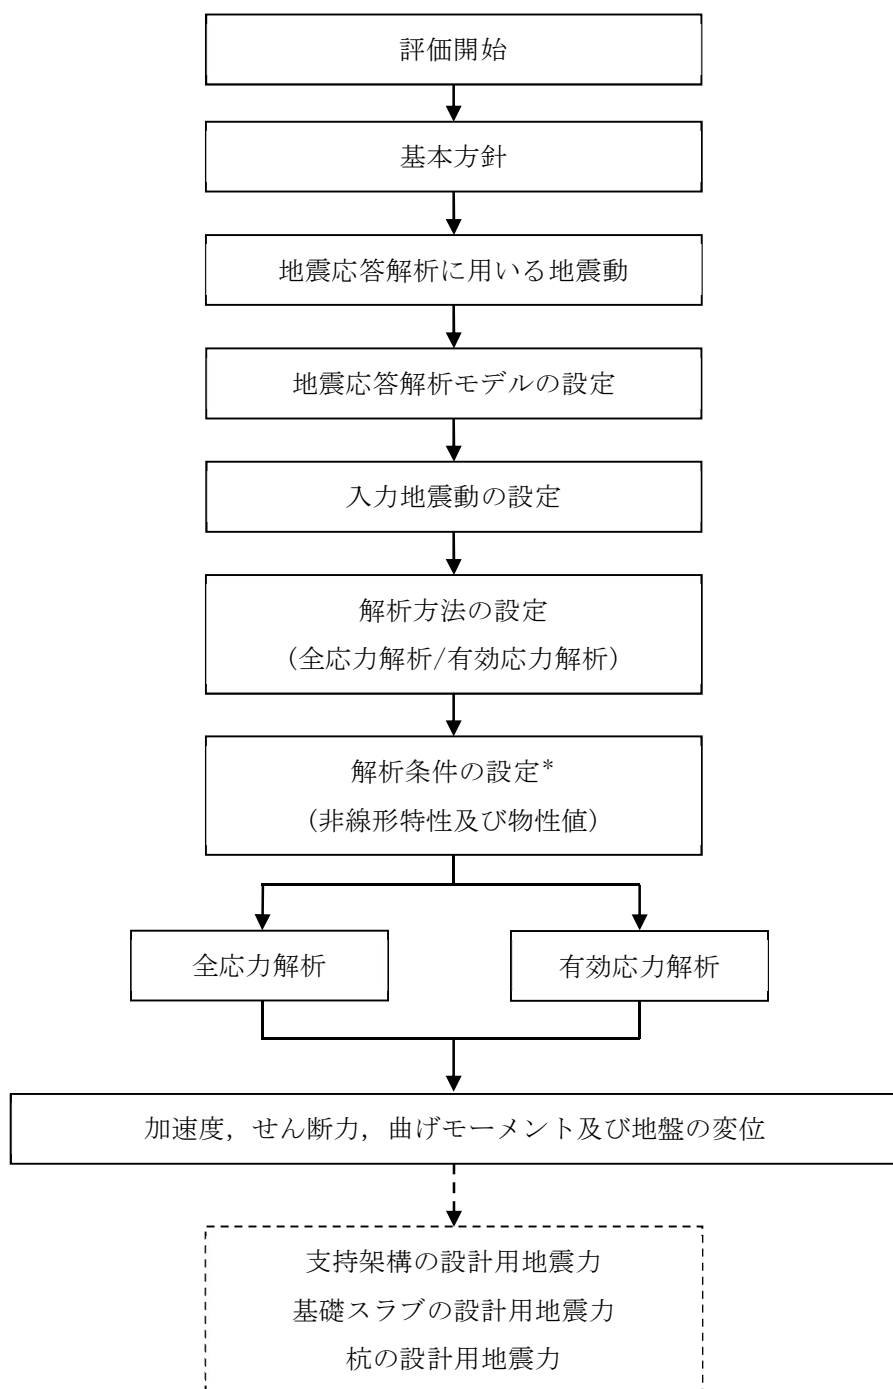 評価開始
基本方針
地震応答解析に用いる地震動
地震応答解析モデルの設定
入力地震動の設定
解析方法の設定
(全応力解析/有効応力解析)
解析条件の設定*
(非線形特性及び物性値)
全応力解析
有効応力解析
加速度，せん断力，曲げモーメント及び地盤の変位
支持架構の設計用地震力
基礎スラブの設計用地震力
杭の設計用地震力